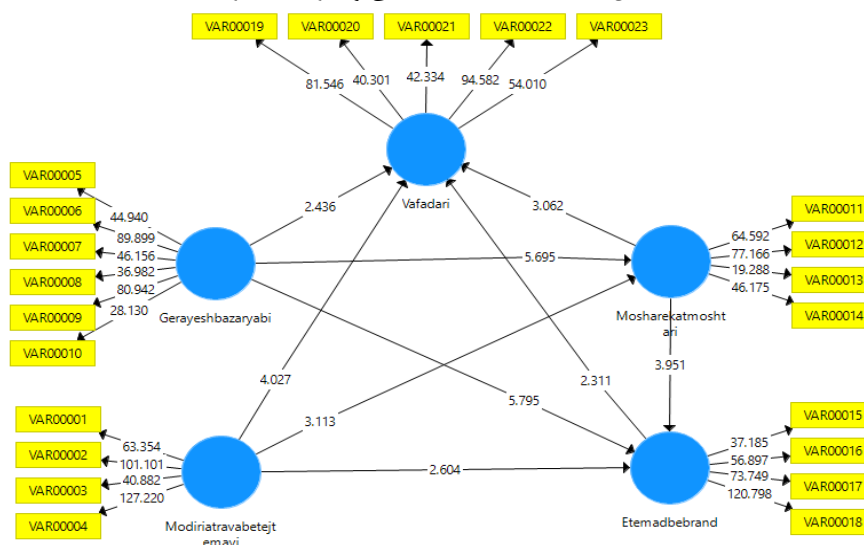 VAR00019
VAR00020
VAR00021
VAR00022
VAR00023
81.546
40.301
42.334
94.582
54.010
Vafadari
VAR00005
VAR00006
VAR00007
VAR00008
VAR00009
VAR00010
44.940
89.899
46.156
36.982
80.942
28.130
Gerayeshbazaryabi
2.436
3.062
5.695
VAR00011
VAR00012
VAR00013
VAR00014
64.592
77.166
19.288
46.175
Mosharekatmosht
ari
4.027
3.113
5.795
2.311
3.951
2.604
VAR00001
VAR00002
VAR00003
VAR00004
63.354
101.101
40.882
127.220
Modiriatravabetejt
emayi
VAR00015
VAR00016
VAR00017
VAR00018
37.185
56.897
73.749
120.798
Etemadbebrand